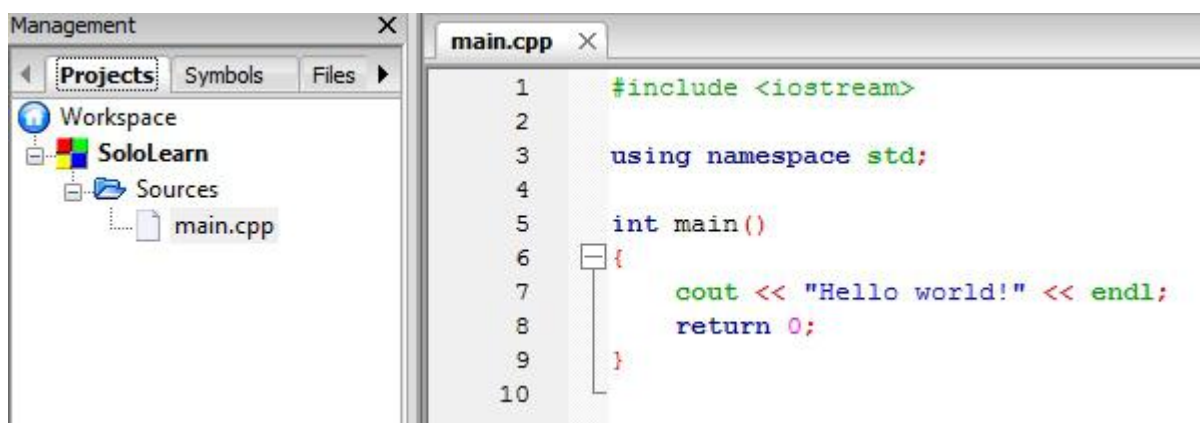 Management
Projects Symbols Files
Workspace
SoloLearn
Sources
main.cpp
main.cpp
1 #include <iostream>
2
3 using namespace std;
4
5 int main()
6 {
7 cout << "Hello world!" << endl;
8 return 0;
9 }
10